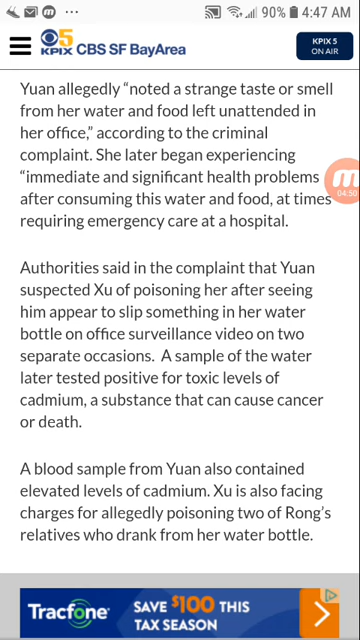 90% 4:47 AM
5
KPIX CBS SF BayArea
KPIX 5
ON AIR
Yuan allegedly “noted a strange taste or smell
from her water and food left unattended in
her office,” according to the criminal
complaint. She later began experiencing
“immediate and significant health problems
after consuming this water and food, at times
requiring emergency care at a hospital.
04:50
Authorities said in the complaint that Yuan
suspected Xu of poisoning her after seeing
him appear to slip something in her water
bottle on office surveillance video on two
separate occasions.  A sample of the water
later tested positive for toxic levels of
cadmium, a substance that can cause cancer
or death.
A blood sample from Yuan also contained
elevated levels of cadmium. Xu is also facing
charges for allegedly poisoning two of Rong’s
relatives who drank from her water bottle.
Tracfone
SAVE $100 THIS
TAX SEASON